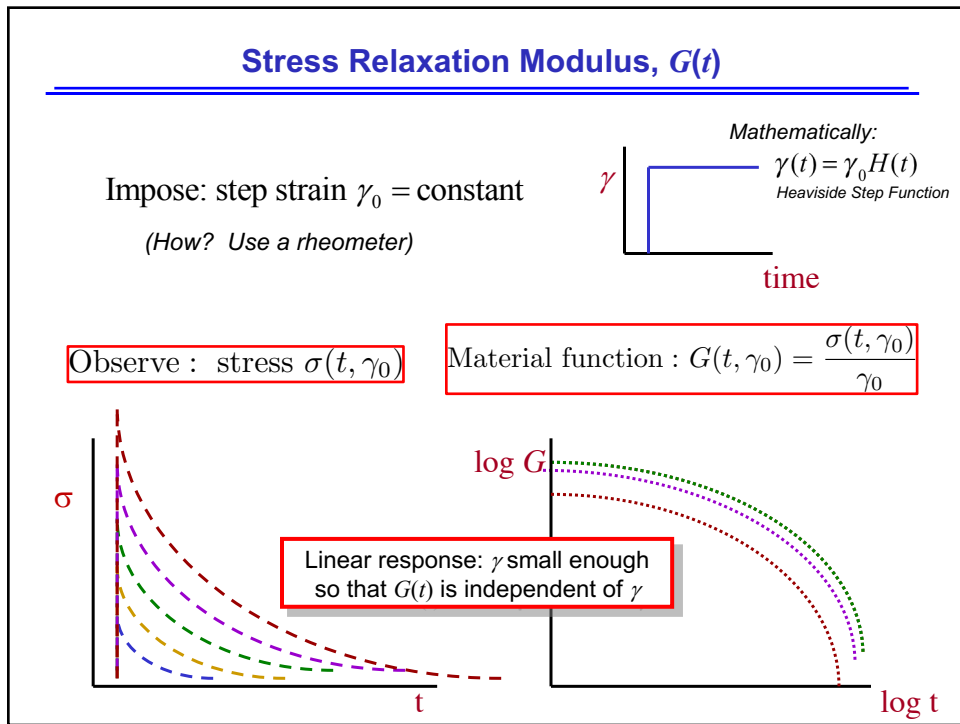 Stress Relaxation Modulus, G(t)
Mathematically:
γ(t) = γ₀H(t)
Heaviside Step Function
γ
time
Impose: step strain γ₀ = constant
(How? Use a rheometer)
Observe : stress σ(t, γ₀)
Material function : G(t, γ₀) = σ(t, γ₀) / γ₀
σ
t
log G
log t
Linear response: γ small enough
so that G(t) is independent of γ